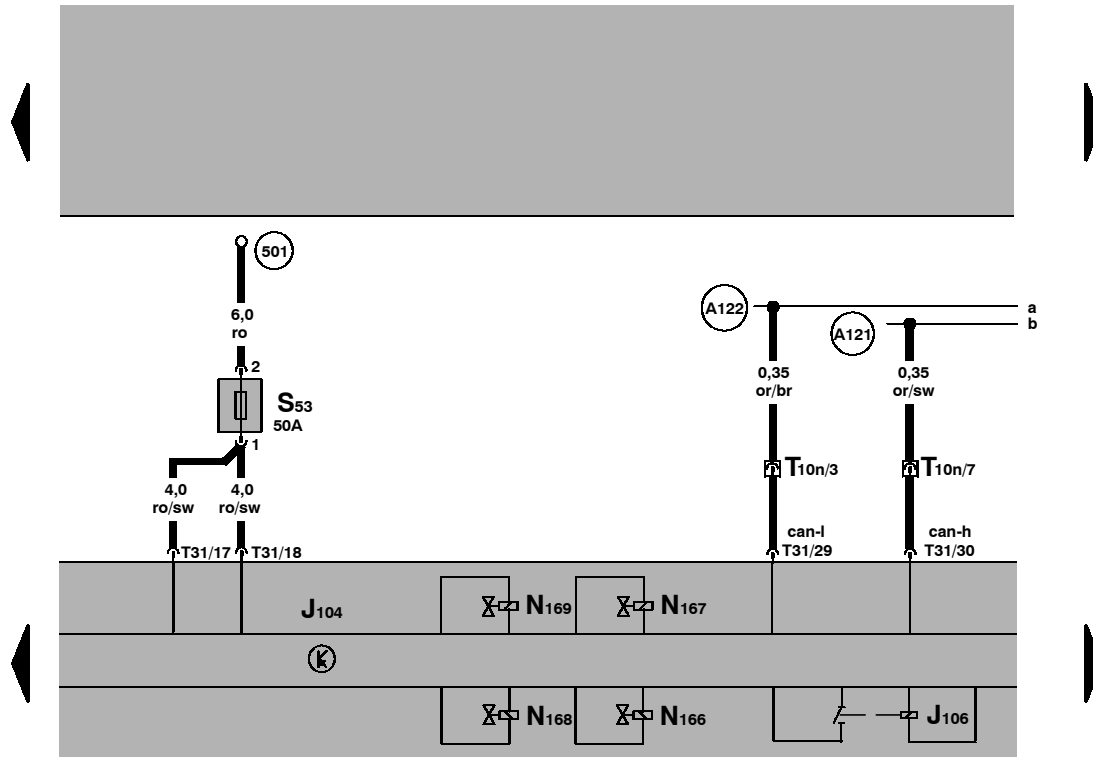 501
6,0
ro
2
S53
50A
1
4,0
ro/sw
4,0
ro/sw
T31/17
T31/18
A122
A121
a
b
0,35
or/br
0,35
or/sw
T10n/3
T10n/7
can-l
T31/29
can-h
T31/30
J104
N169
N167
N168
N166
J106